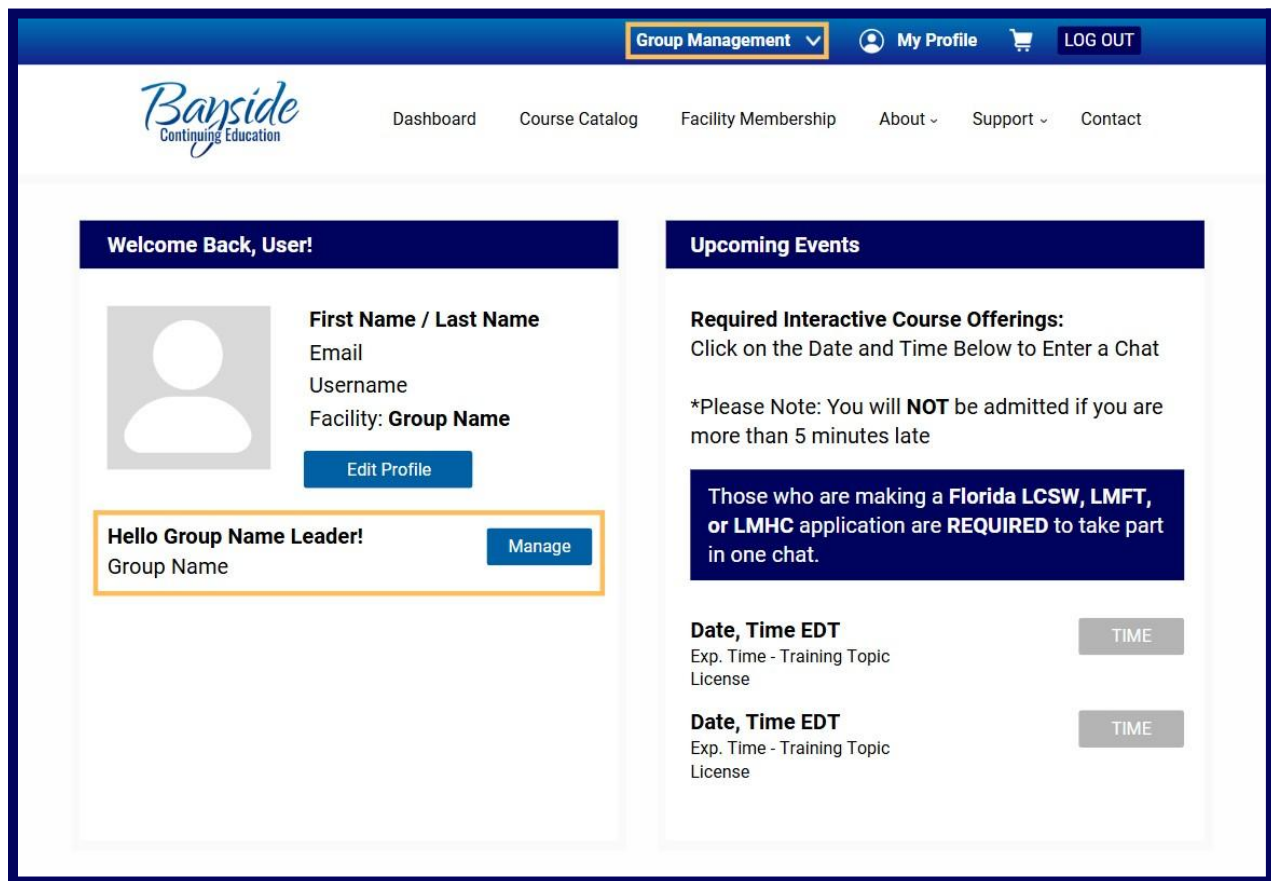 Group Management
My Profile
LOG OUT
Bayside
Continuing Education
Dashboard
Course Catalog
Facility Membership
About
Support
Contact
Welcome Back, User!
First Name / Last Name
Email
Username
Facility: Group Name
Edit Profile
Hello Group Name Leader!
Group Name
Manage
Upcoming Events
Required Interactive Course Offerings:
Click on the Date and Time Below to Enter a Chat
*Please Note: You will NOT be admitted if you are
more than 5 minutes late
Those who are making a Florida LCSW, LMFT,
or LMHC application are REQUIRED to take part
in one chat.
Date, Time EDT
Exp. Time - Training Topic
License
TIME
Date, Time EDT
Exp. Time - Training Topic
License
TIME